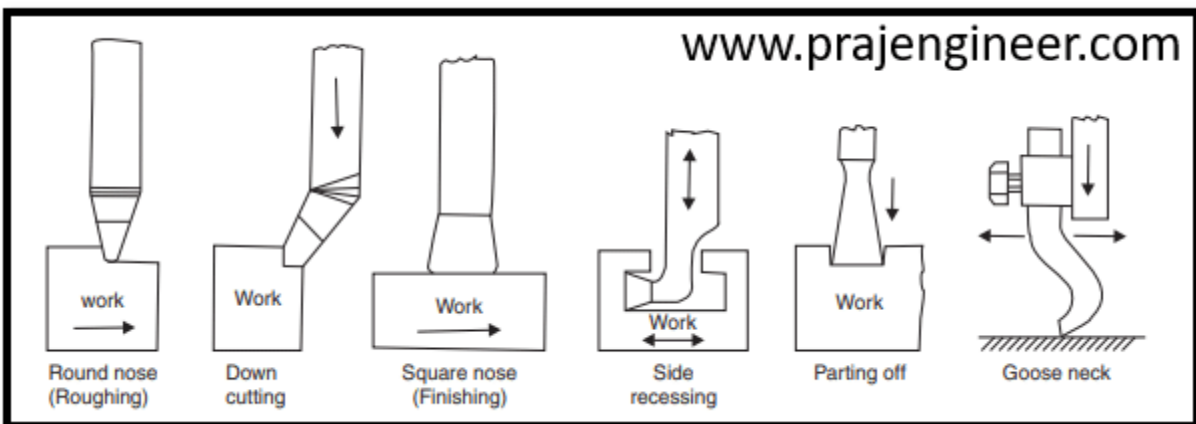 www.prajengineer.com
work
Work
Work
Work
Work
Round nose
(Roughing)
Down
cutting
Square nose
(Finishing)
Side
recessing
Parting off
Goose neck